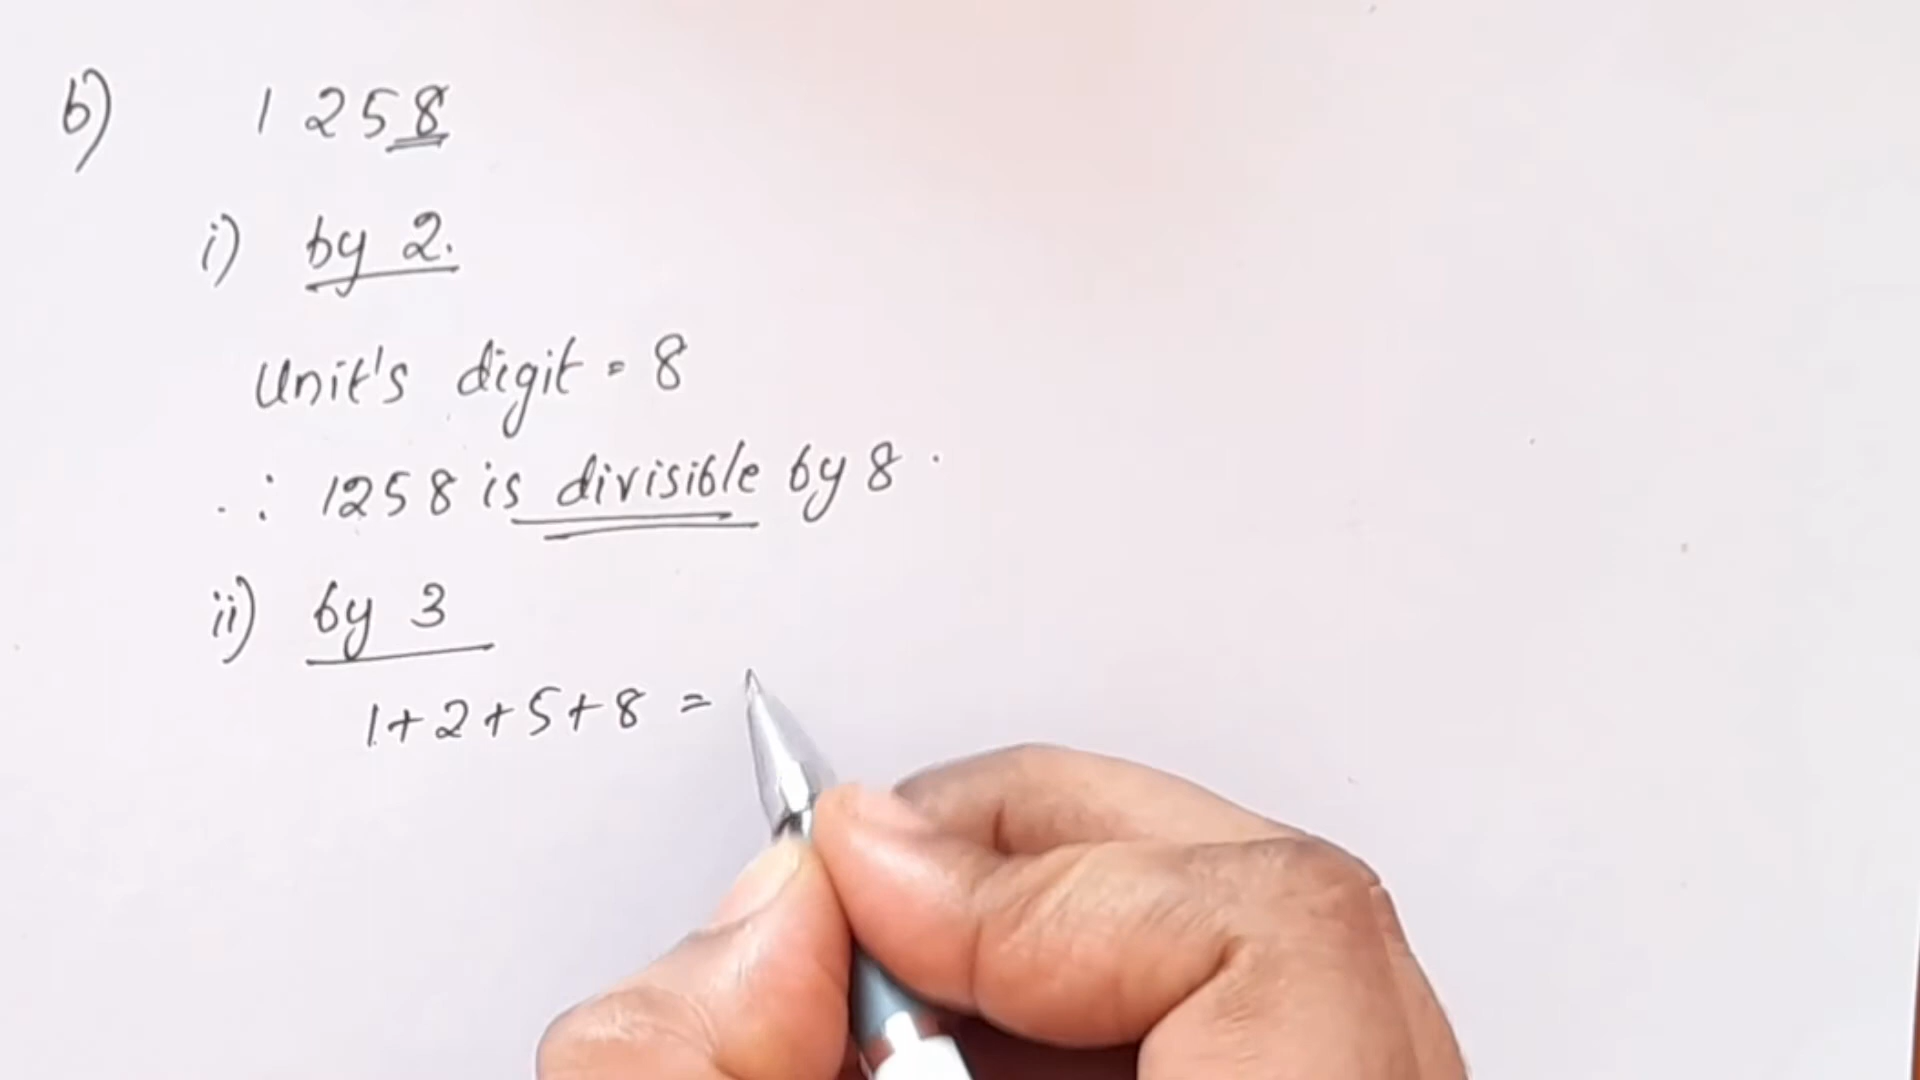 b) 1258
i) by 2.
Unit's digit = 8
∴ 1258 is divisible by 8.
ii) by 3
1+2+5+8 =